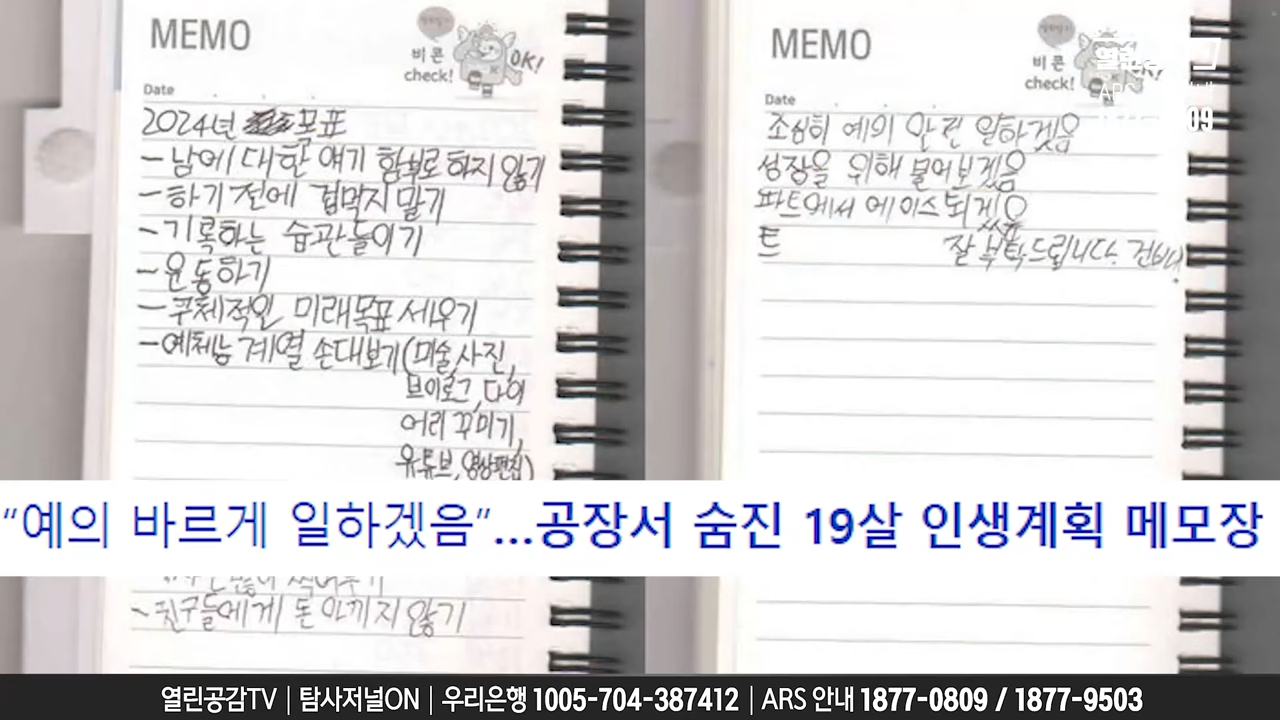 MEMO
비 콘
check!
OK!
Date
2024년 목표
- 남에 대한 얘기 함부로 하지 않기
- 하기 전에 겁먹지 말기
- 기록하는 습관들이기
- 운동하기
- 구체적인 미래목표 세우기
- 예체능 계열 손대보기(미술, 사진,
브이로그, 다이
어리 꾸미기,
유튜브, 영상편집)
- 친구들에게 돈 아끼지 않기
MEMO
비 콘
check!
Date
조심히 예의 안 일하겠음
성장을 위해 물어보겠음
파트에서 에이스 되겠음
트
잘 부탁드립니다. 건배.
“예의 바르게 일하겠음”...공장서 숨진 19살 인생계획 메모장
열린공감TV | 탐사저널ON | 우리은행 1005-704-387412 | ARS 안내 1877-0809 / 1877-9503